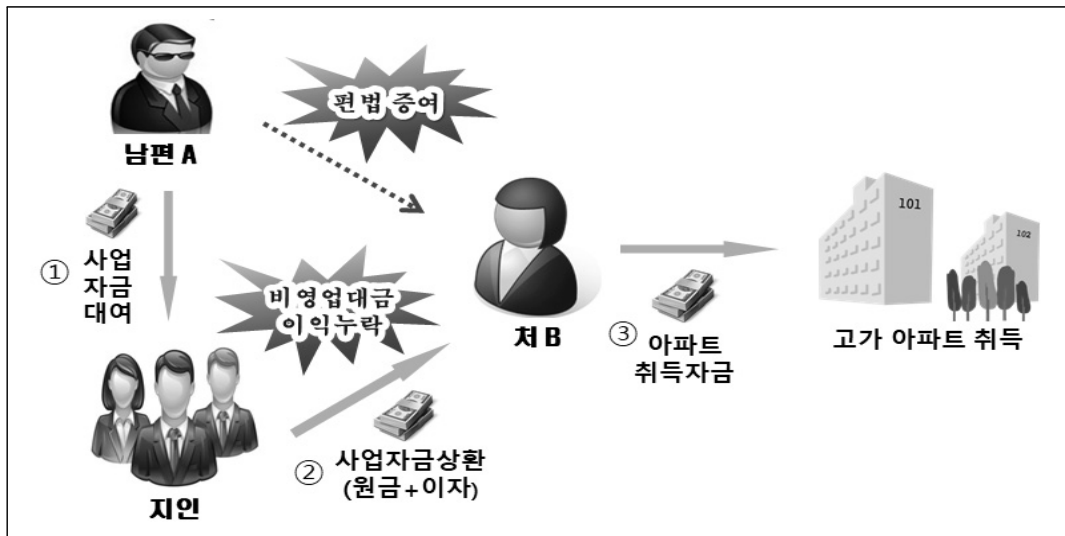 편법 증여
남편 A
①
사업
자금
대여
비영업대금
이익누락
지인
②
사업자금상환
(원금+이자)
처 B
③
아파트
취득자금
101
102
고가 아파트 취득